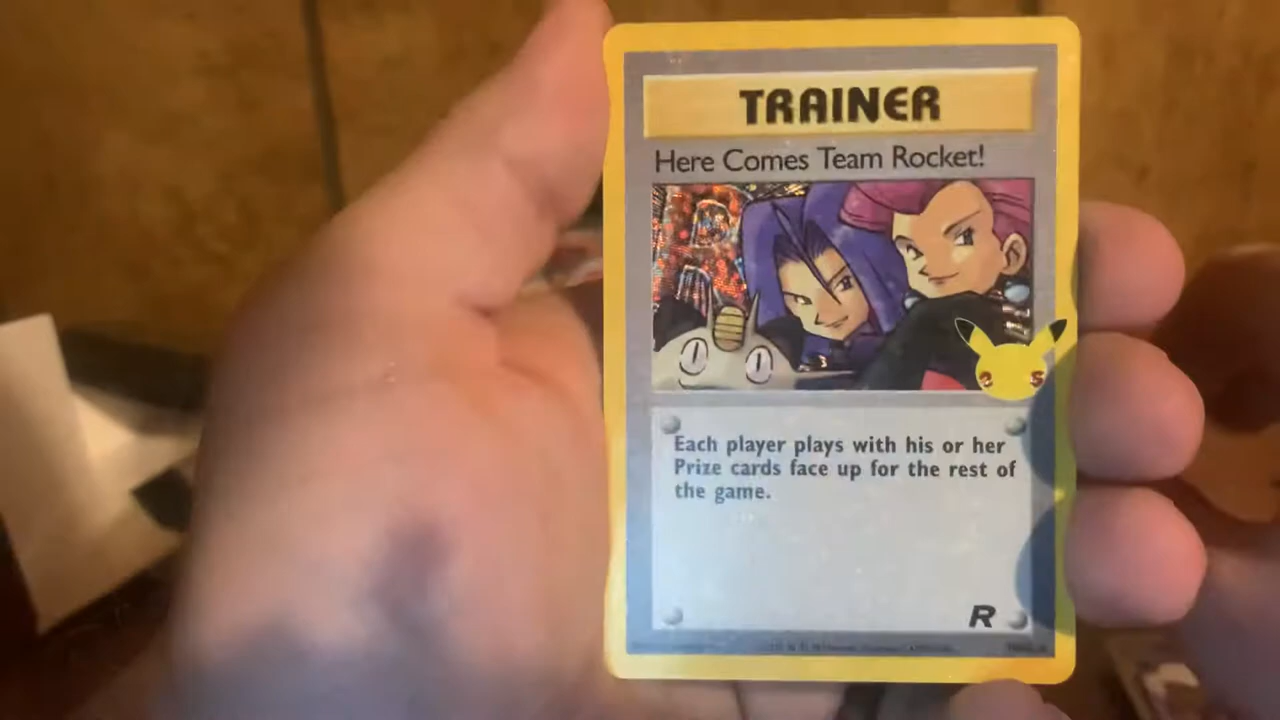 TRAINER
Here Comes Team Rocket!
Each player plays with his or her
Prize cards face up for the rest of
the game.
R